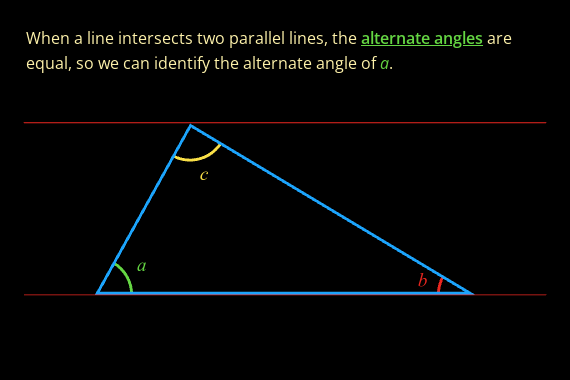 When a line intersects two parallel lines, the alternate angles are
equal, so we can identify the alternate angle of a.
c
a
b